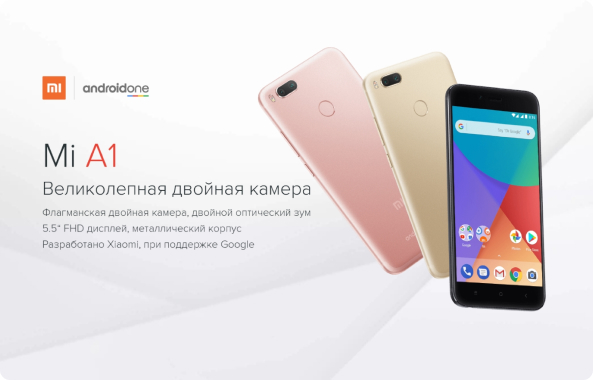 mi androidone
Mi A1
Великолепная двойная камера
Флагманская двойная камера, двойной оптический зум
5.5" FHD дисплей, металлический корпус
Разработано Xiaomi, при поддержке Google